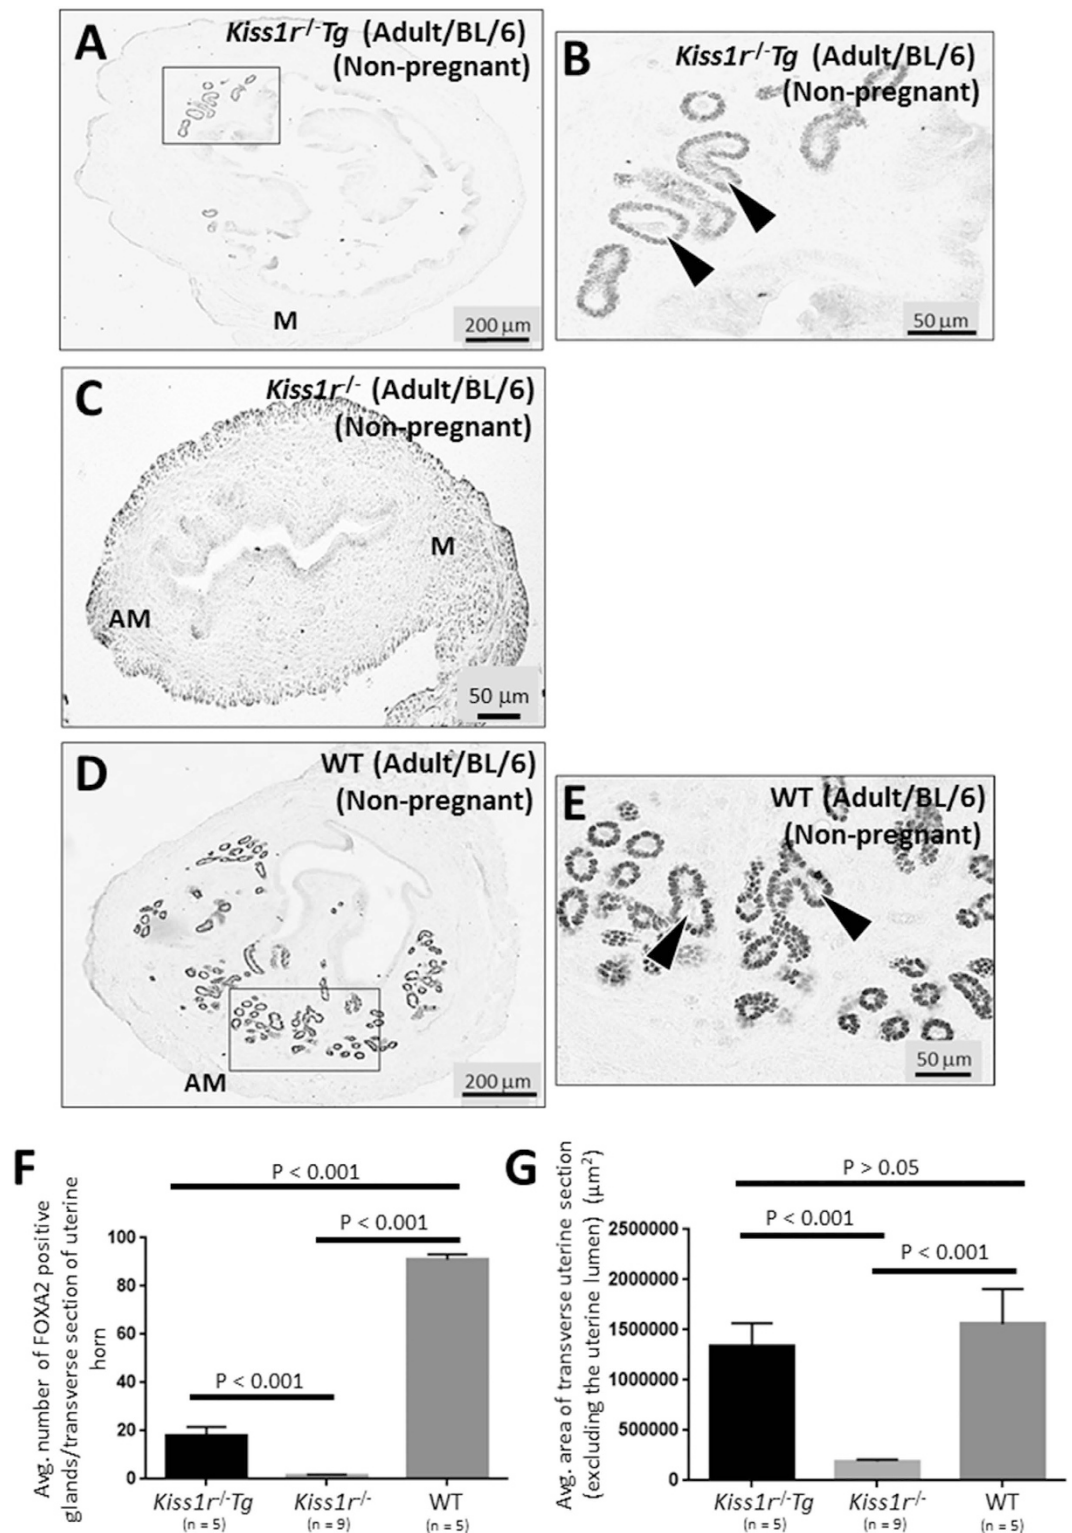 A
Kiss1r-/-Tg (Adult/BL/6)
(Non-pregnant)
M
200 µm
B
Kiss1r-/-Tg (Adult/BL/6)
(Non-pregnant)
50 µm
C
Kiss1r-/- (Adult/BL/6)
(Non-pregnant)
M
AM
50 µm
D
WT (Adult/BL/6)
(Non-pregnant)
AM
200 µm
E
WT (Adult/BL/6)
(Non-pregnant)
50 µm
F
Avg. number of FOXA2 positive
glands/transverse section of uterine
horn
P < 0.001
P < 0.001
P < 0.001
100
80
60
40
20
0
Kiss1r-/-Tg
(n = 5)
Kiss1r-/-
(n = 9)
WT
(n = 5)
G
Avg. area of transverse uterine section
(excluding the uterine lumen) (µm²)
P > 0.05
P < 0.001
P < 0.001
2500000
2000000
1500000
1000000
500000
0
Kiss1r-/-Tg
(n = 5)
Kiss1r-/-
(n = 9)
WT
(n = 5)